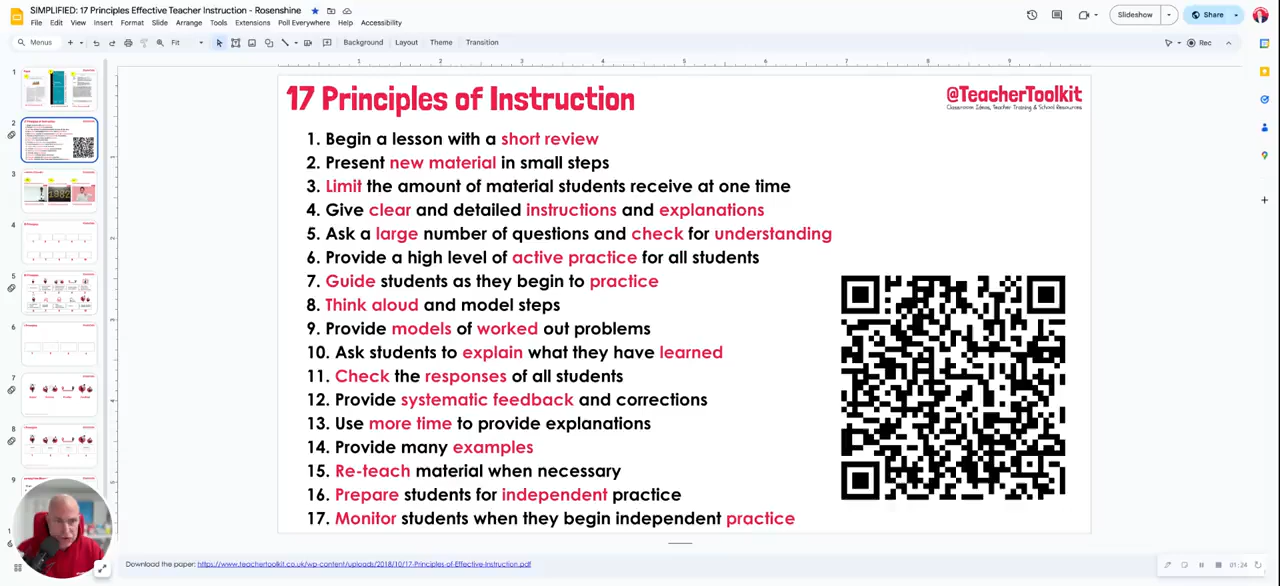 SIMPLIFIED: 17 Principles Effective Teacher Instruction - Rosenshine
File Edit View Insert Format Slide Arrange Tools Extensions Poll Everywhere Help Accessibility
Slideshow
Share
Menus
Fit
Background
Layout
Theme
Transition
Rec
17 Principles of Instruction
@TeacherToolkit
Classroom Ideas, Teacher Training & School Resources
1. Begin a lesson with a short review
2. Present new material in small steps
3. Limit the amount of material students receive at one time
4. Give clear and detailed instructions and explanations
5. Ask a large number of questions and check for understanding
6. Provide a high level of active practice for all students
7. Guide students as they begin to practice
8. Think aloud and model steps
9. Provide models of worked out problems
10. Ask students to explain what they have learned
11. Check the responses of all students
12. Provide systematic feedback and corrections
13. Use more time to provide explanations
14. Provide many examples
15. Re-teach material when necessary
16. Prepare students for independent practice
17. Monitor students when they begin independent practice
Download the paper: https://www.teachertoolkit.co.uk/wp-content/uploads/2018/10/17-Principles-of-Effective-Instruction.pdf
01:24